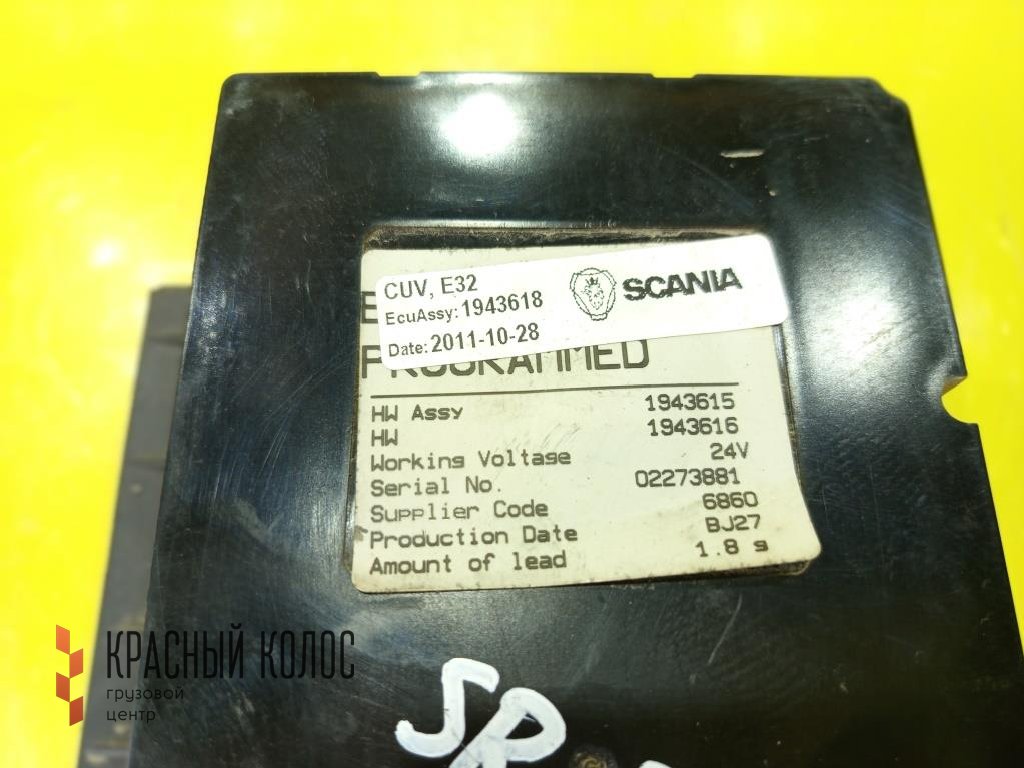 CUV, E32
EcuAssy:1943618
Date:2011-10-28
SCANIA
PROGRAMMED
HW Assy 1943615
HW 1943616
Working Voltage 24V
Serial No. 02273881
Supplier Code 6860
Production Date BJ27
Amount of lead 1.8 g
КРАСНЫЙ КОЛОС
грузовой
центр